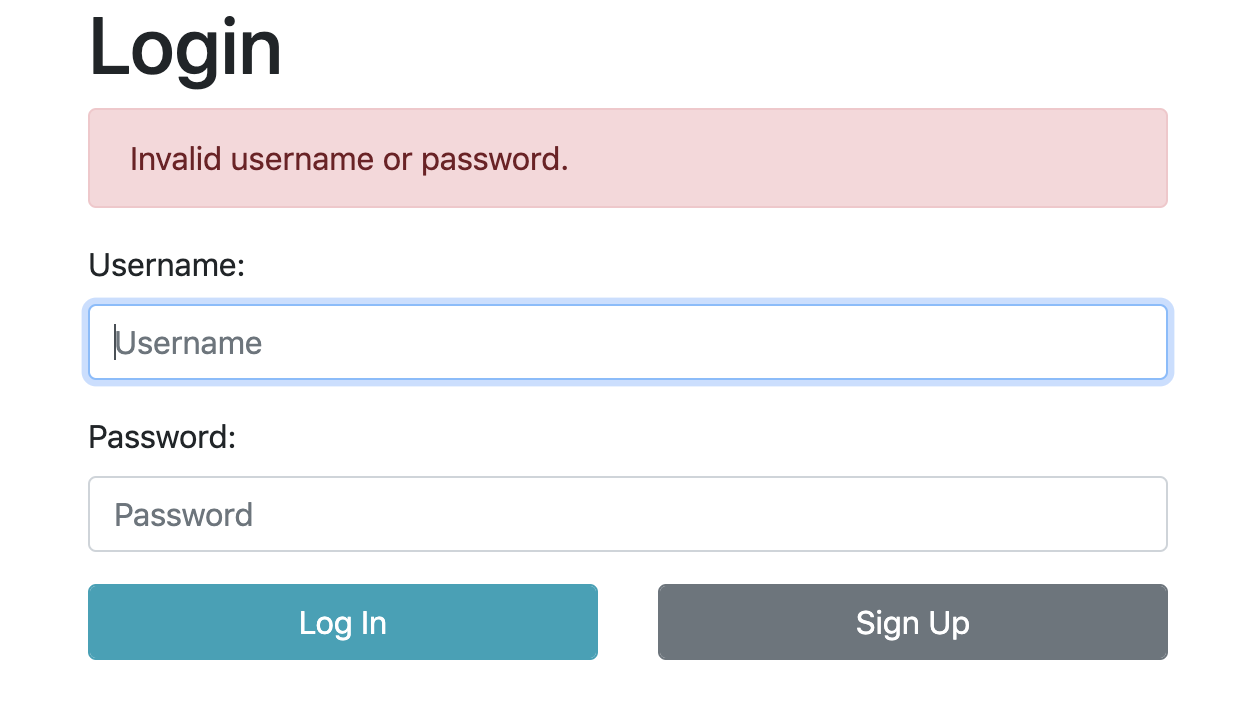 Login
Invalid username or password.
Username:
Username
Password:
Password
Log In
Sign Up